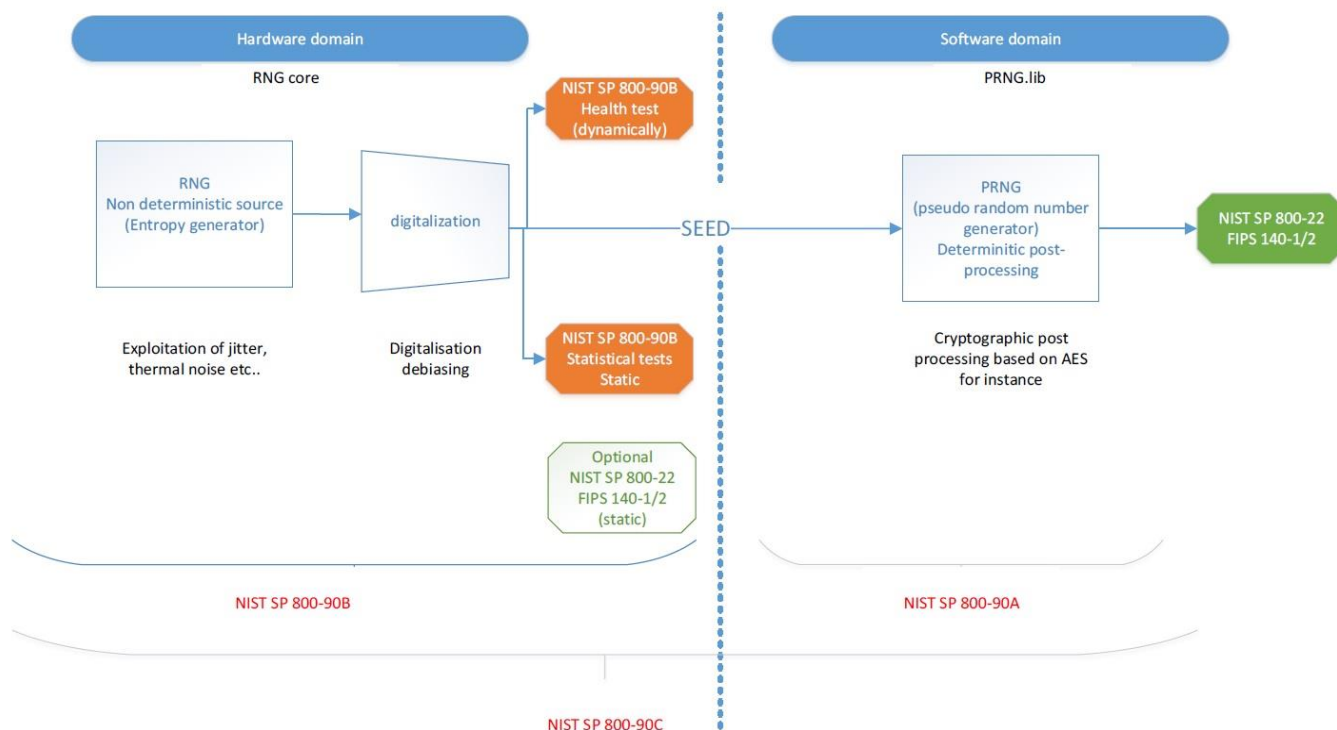 Hardware domain
Software domain
RNG core
PRNG.lib
NIST SP 800-90B
Health test
(dynamically)
RNG
Non deterministic source
(Entropy generator)
digitalization
SEED
PRNG
(pseudo random number
generator)
Determinitic post-
processing
NIST SP 800-22
FIPS 140-1/2
Exploitation of jitter,
thermal noise etc..
Digitalisation
debiasing
NIST SP 800-90B
Statistical tests
Static
Cryptographic post
processing based on AES
for instance
Optional
NIST SP 800-22
FIPS 140-1/2
(static)
NIST SP 800-90B
NIST SP 800-90A
NIST SP 800-90C